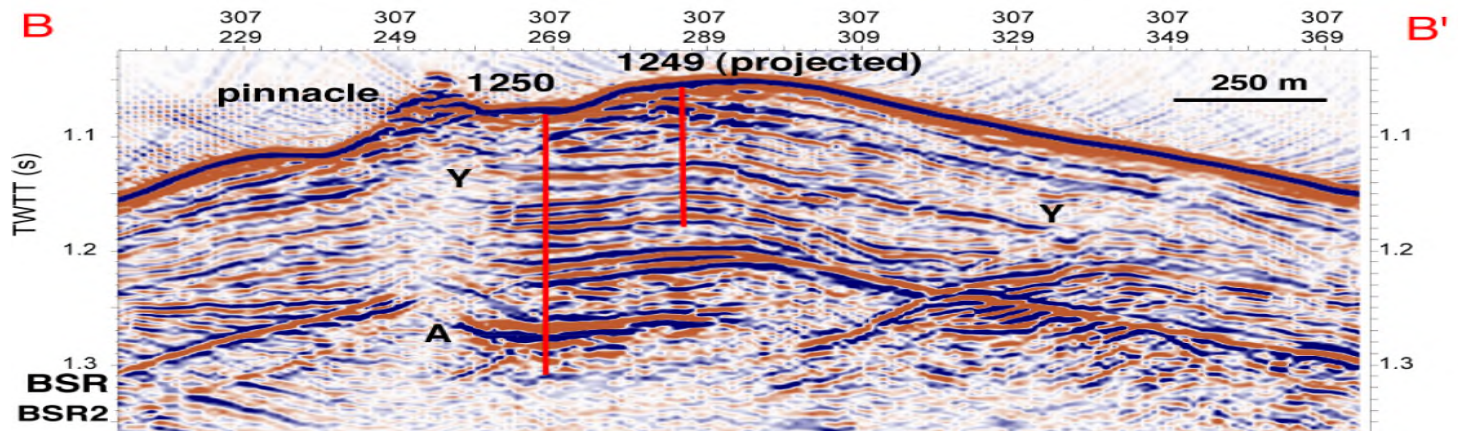 B 307 307 307 307 307 307 307 307 B'
229 249 269 289 309 329 349 369
1249 (projected)
1250
250 m
pinnacle
1.1 1.1
Y
Y
TWTT (s)
1.2 1.2
A
1.3 1.3
BSR
BSR2